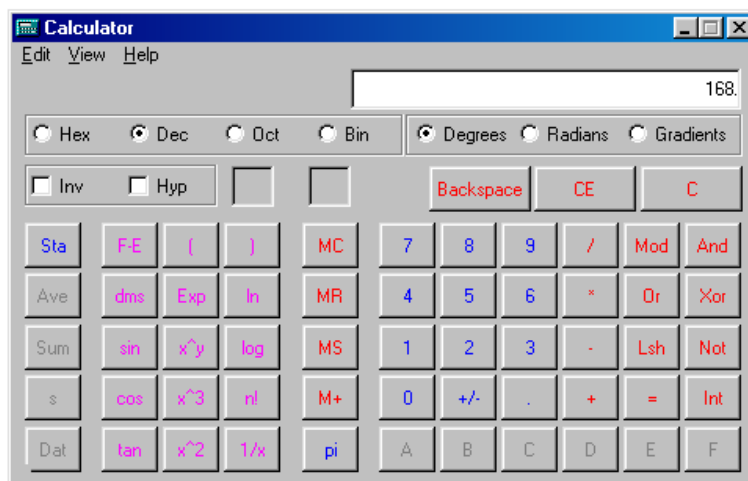 Calculator
Edit View Help
168.
Hex Dec Oct Bin Degrees Radians Gradients
Inv Hyp Backspace CE C
Sta F-E ( ) MC 7 8 9 / Mod And
Ave dms Exp ln MR 4 5 6 * Or Xor
Sum sin x^y log MS 1 2 3 - Lsh Not
s cos x^3 n! M+ 0 +/- . + = Int
Dat tan x^2 1/x pi A B C D E F